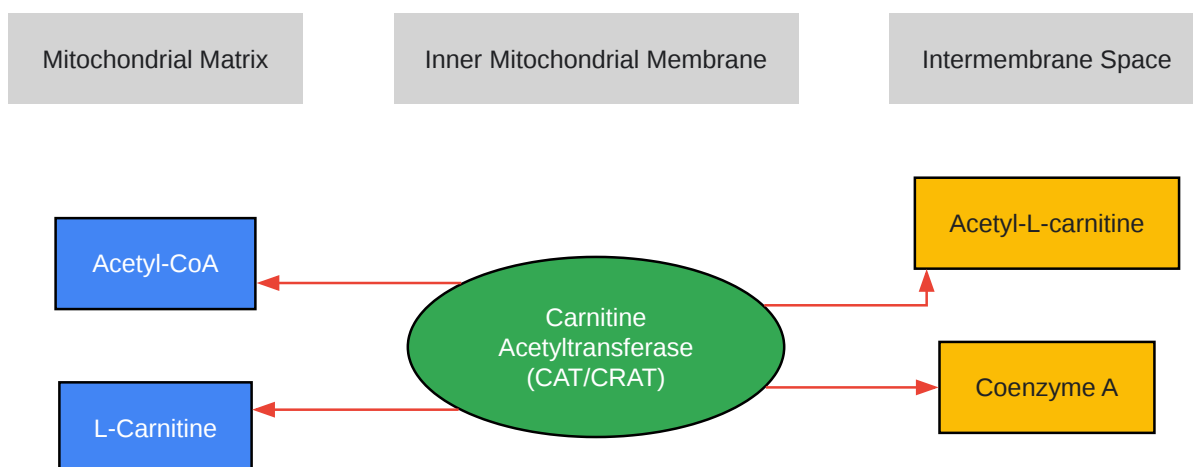 Mitochondrial Matrix
Inner Mitochondrial Membrane
Intermembrane Space
Acetyl-CoA
Acetyl-L-carnitine
Carnitine
Acetyltransferase
(CAT/CRAT)
L-Carnitine
Coenzyme A